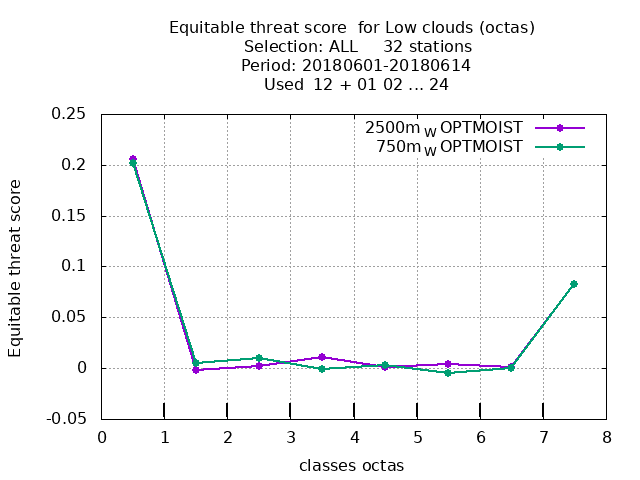 Equitable threat score  for Low clouds (octas)
Selection: ALL     32 stations
Period: 20180601-20180614
Used  12 + 01 02 ... 24
2500m W OPTMOIST
750m W OPTMOIST
0.25
0.2
0.15
0.1
0.05
0
-0.05
Equitable threat score
0 1 2 3 4 5 6 7 8
classes octas